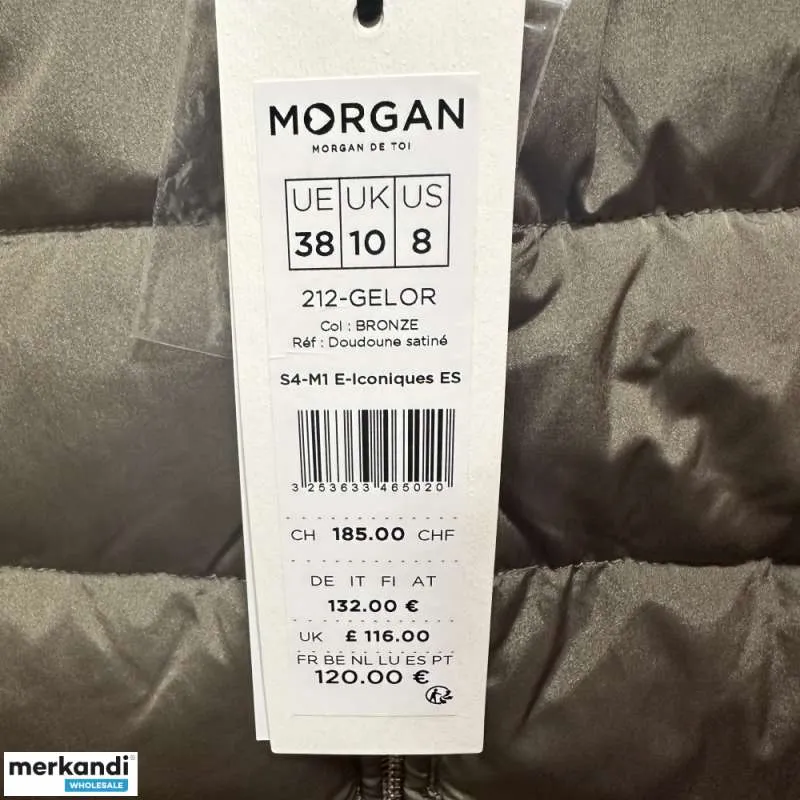 MORGAN
MORGAN DE TOI
UE UK US
38 10 8
212-GELOR
Col : BRONZE
Réf : Doudoune satiné
S4-M1 E-Iconiques ES
3 253633 465020
CH 185.00 CHF
DE IT FI AT
132.00 €
UK £ 116.00
FR BE NL LU ES PT
120.00 €
merkandi
WHOLESALE